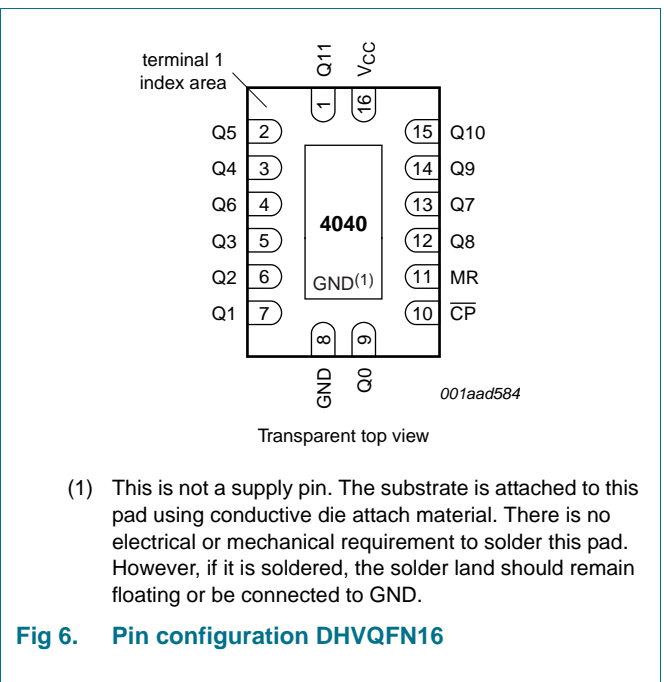 terminal 1
index area
Q11
VCC
1
16
Q5 2
15 Q10
Q4 3
14 Q9
Q6 4
13 Q7
4040
Q3 5
12 Q8
Q2 6
GND(1)
11 MR
Q1 7
10 CP
8
9
GND
Q0
001aad584
Transparent top view
(1) This is not a supply pin. The substrate is attached to this
pad using conductive die attach material. There is no
electrical or mechanical requirement to solder this pad.
However, if it is soldered, the solder land should remain
floating or be connected to GND.
Fig 6. Pin configuration DHVQFN16